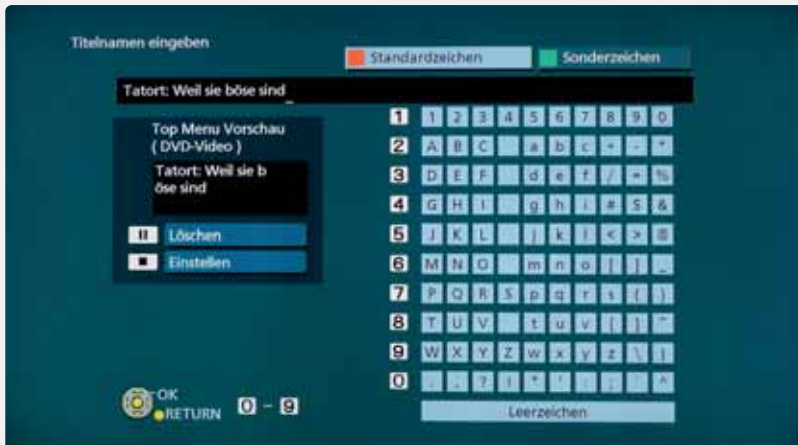 Titelnamen eingeben
Standardzeichen Sonderzeichen
Tatort: Weil sie böse sind_
Top Menu Vorschau
( DVD-Video )
Tatort: Weil sie b
öse sind
Löschen
Einstellen
1 1 2 3 4 5 6 7 8 9 0
2 A B C a b c + - *
3 D E F d e f / = %
4 G H I g h i # $ &
5 J K L j k l < > @
6 M N O m n o [ ] _
7 P Q R S p q r s ( )
8 T U V t u v { }
9 W X Y Z w x y z \ |
0 . , ? ! : ; ^
OK
RETURN 0 - 9
Leerzeichen